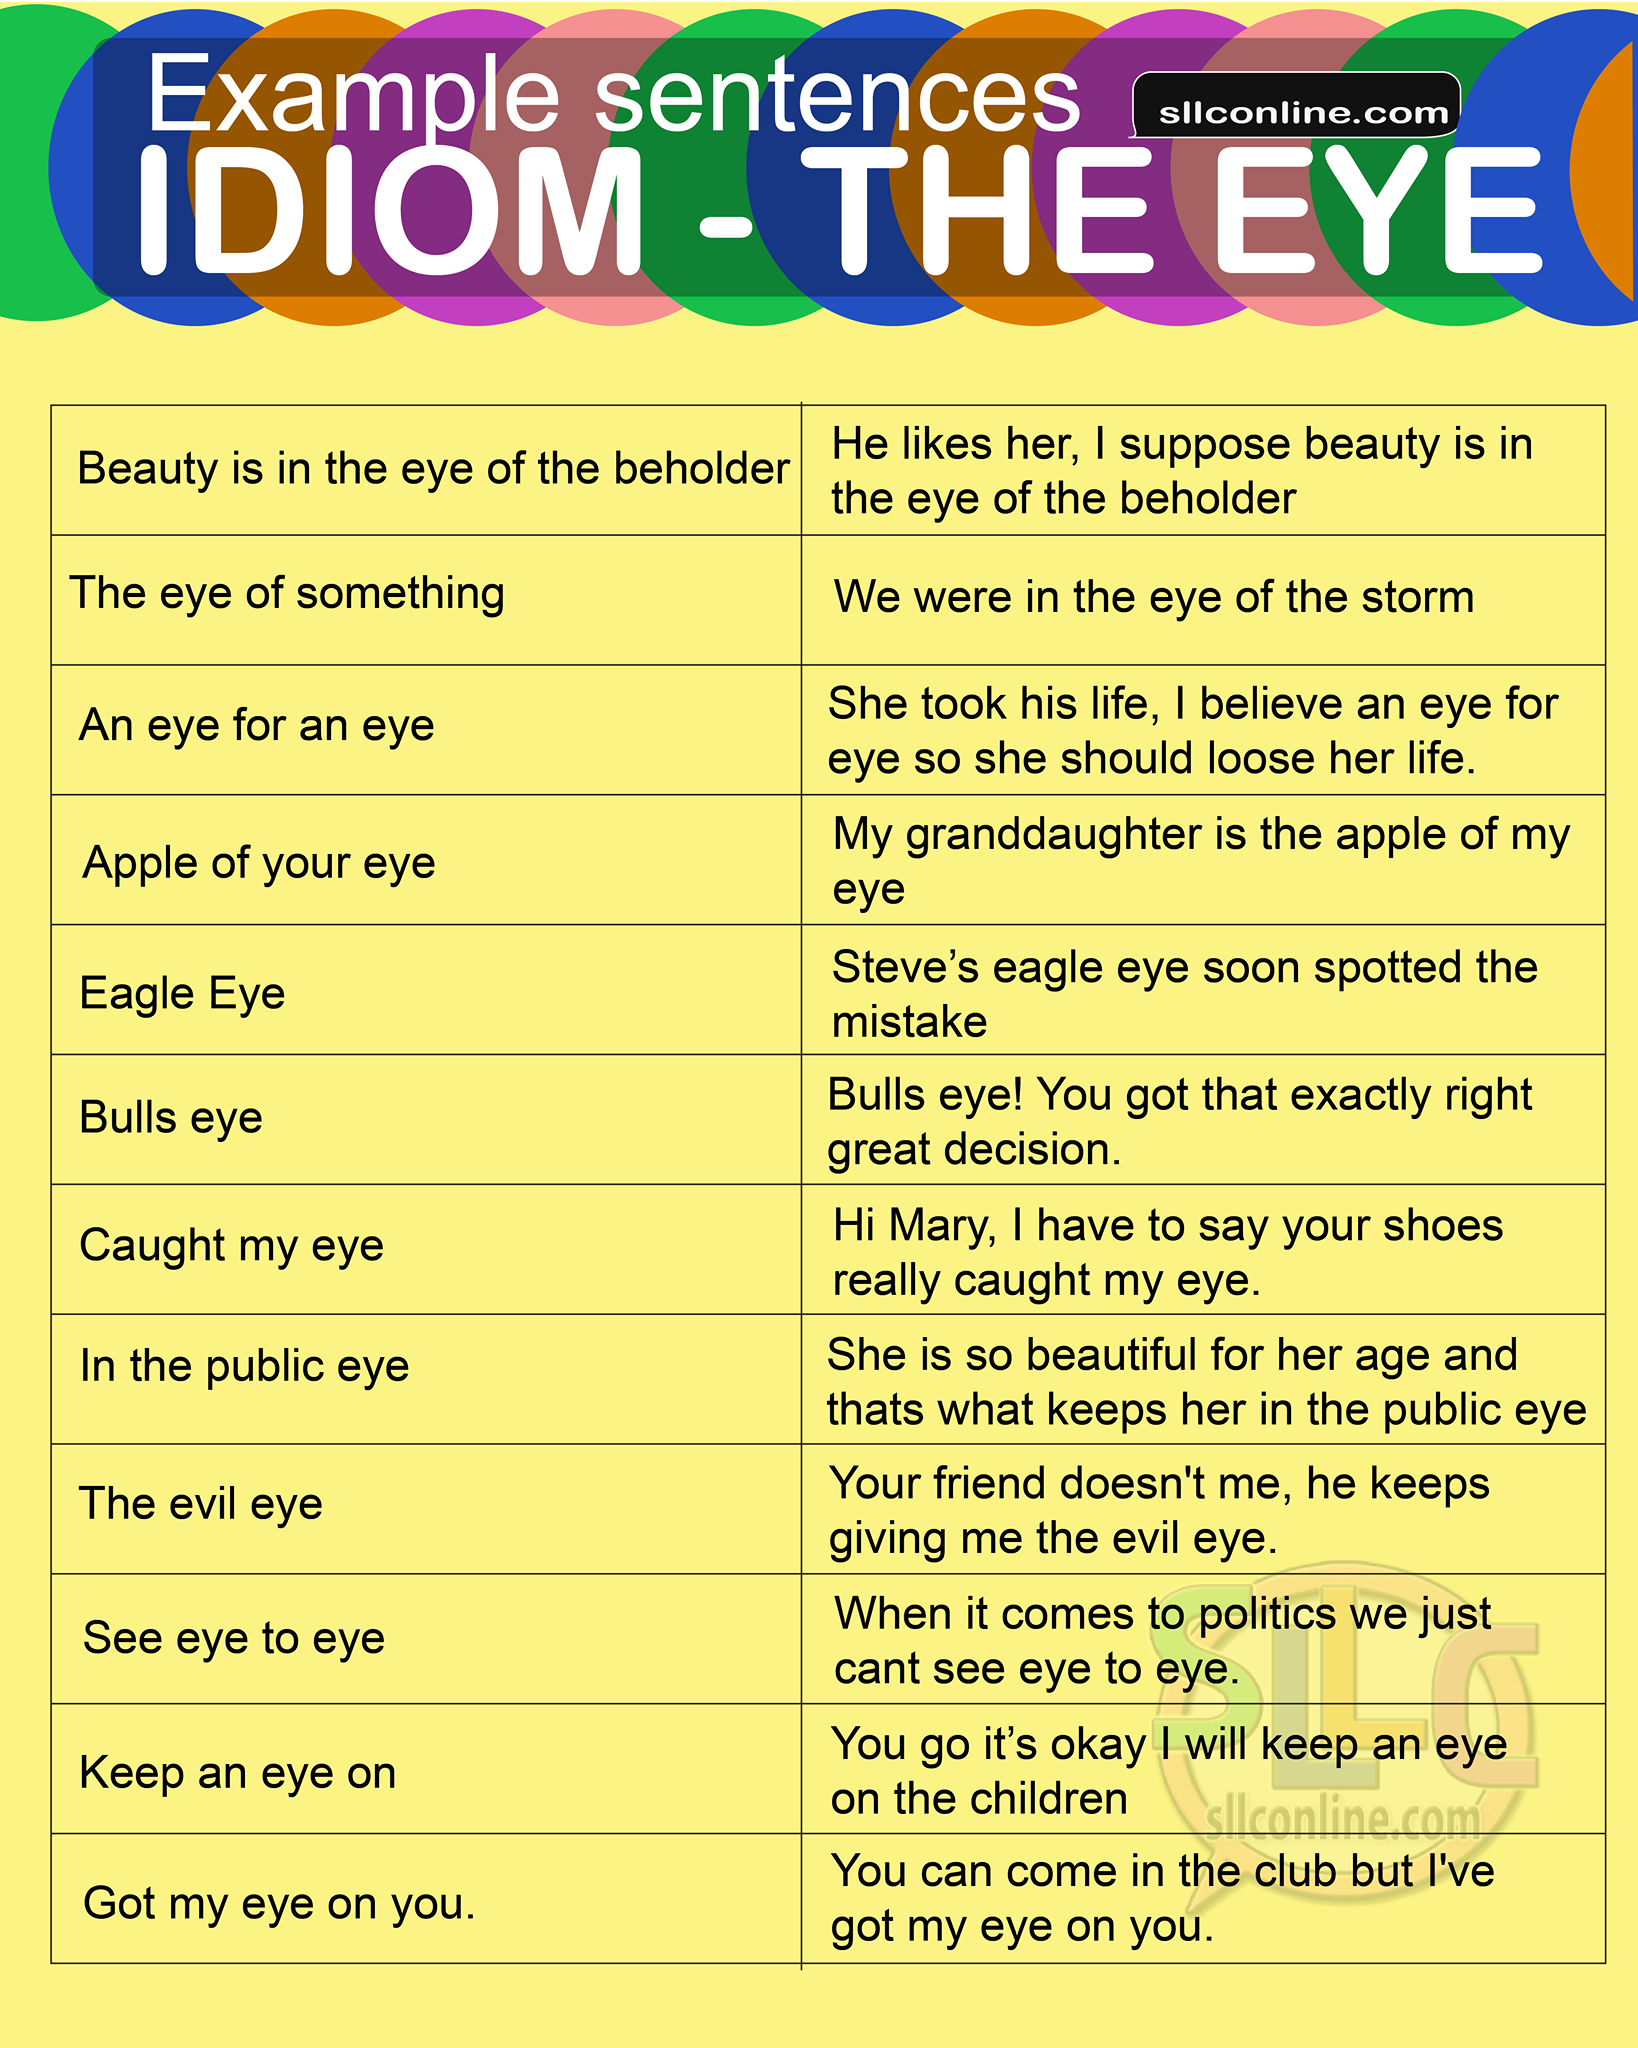 Example sentences
sllconline.com
IDIOM - THE EYE
Beauty is in the eye of the beholder
He likes her, I suppose beauty is in
the eye of the beholder
The eye of something
We were in the eye of the storm
An eye for an eye
She took his life, I believe an eye for
eye so she should loose her life.
Apple of your eye
My granddaughter is the apple of my
eye
Eagle Eye
Steve’s eagle eye soon spotted the
mistake
Bulls eye
Bulls eye! You got that exactly right
great decision.
Caught my eye
Hi Mary, I have to say your shoes
really caught my eye.
In the public eye
She is so beautiful for her age and
thats what keeps her in the public eye
The evil eye
Your friend doesn't me, he keeps
giving me the evil eye.
See eye to eye
When it comes to politics we just
cant see eye to eye.
Keep an eye on
You go it’s okay I will keep an eye
on the children
Got my eye on you.
You can come in the club but I've
got my eye on you.
SLLC
sllconline.com